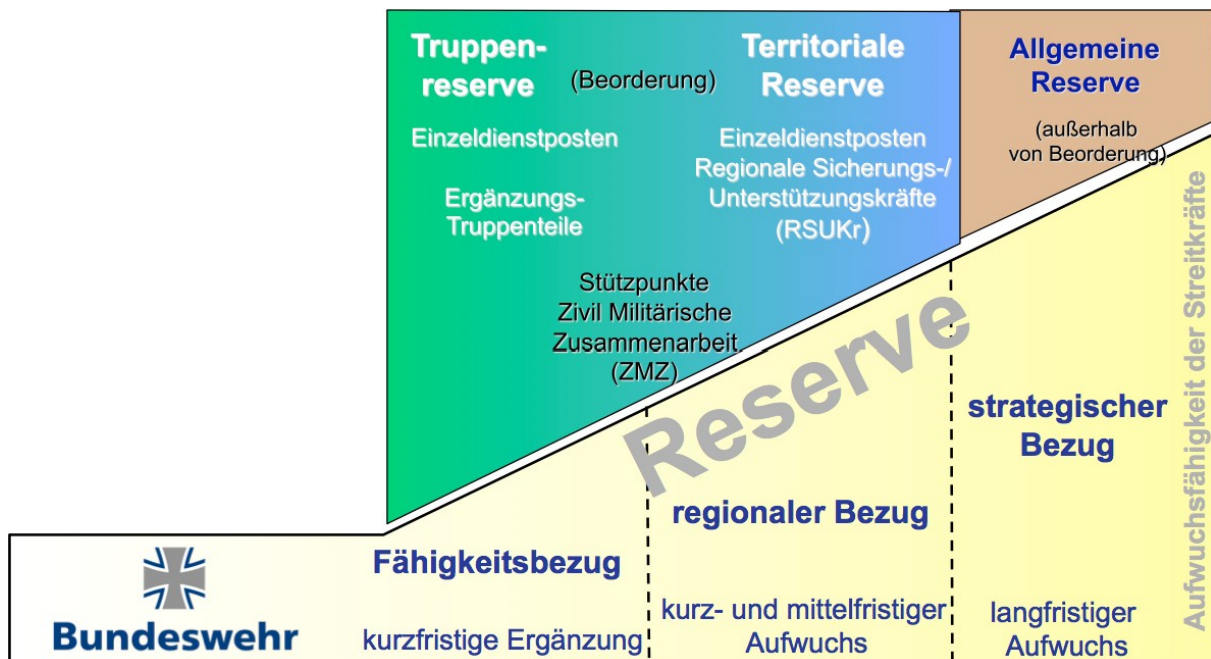 Truppen-
reserve
(Beorderung)
Territoriale
Reserve
Allgemeine
Reserve
(außerhalb
von Beorderung)
Einzeldienstposten
Ergänzungs-
Truppenteile
Einzeldienstposten
Regionale Sicherungs-/
Unterstützungskräfte
(RSUKr)
Stützpunkte
Zivil Militärische
Zusammenarbeit.
(ZMZ)
Reserve
Aufwuchsfähigkeit der Streitkräfte
Bundeswehr
Fähigkeitsbezug
kurzfristige Ergänzung
regionaler Bezug
kurz- und mittelfristiger
Aufwuchs
strategischer
Bezug
langfristiger
Aufwuchs